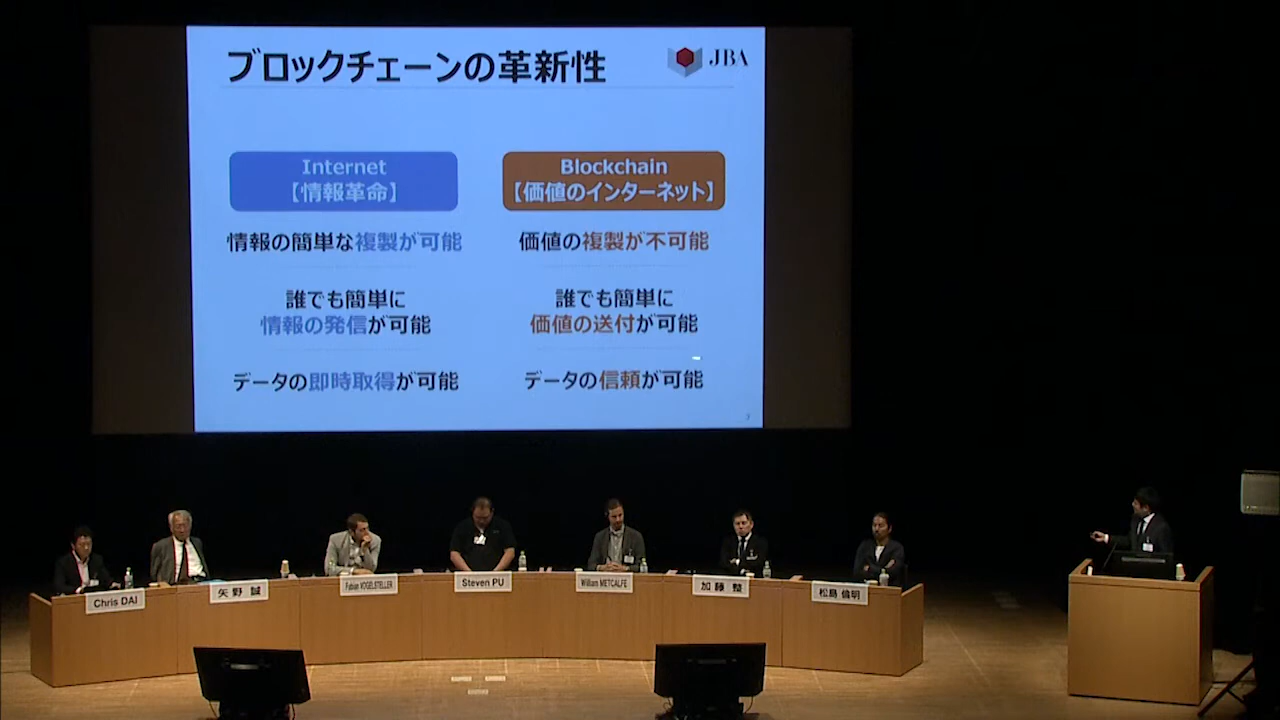 ブロックチェーンの革新性
JBA
Internet
【情報革命】
情報の簡単な複製が可能
誰でも簡単に
情報の発信が可能
データの即時取得が可能
Blockchain
【価値のインターネット】
価値の複製が不可能
誰でも簡単に
価値の送付が可能
データの信頼が可能
3
Chris DAI
矢野 誠
Fabian VOGELSTELLER
Steven PU
William METCALFE
加藤 整
松島 倫明